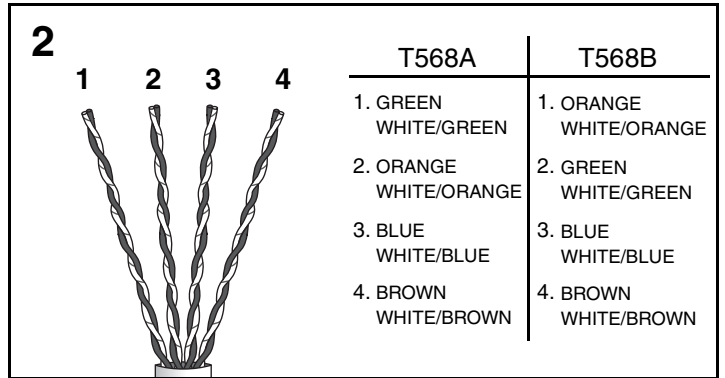 2
1 2 3 4
T568A
1. GREEN
WHITE/GREEN
2. ORANGE
WHITE/ORANGE
3. BLUE
WHITE/BLUE
4. BROWN
WHITE/BROWN
T568B
1. ORANGE
WHITE/ORANGE
2. GREEN
WHITE/GREEN
3. BLUE
WHITE/BLUE
4. BROWN
WHITE/BROWN